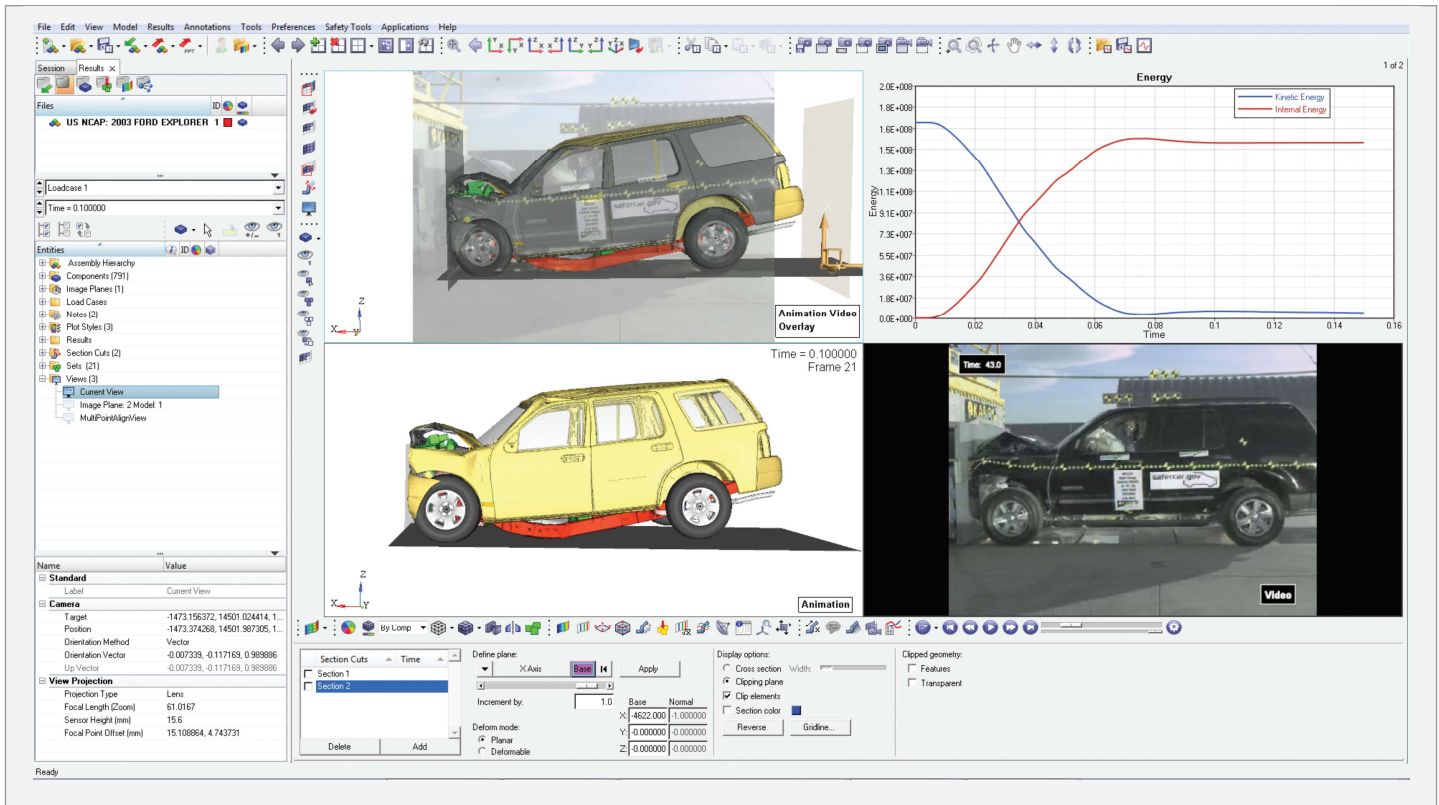 File Edit View Model Results Annotations Tools Preferences Safety Tools Applications Help
PPT
Session Results ×
1 of 2
Files ID
US NCAP: 2003 FORD EXPLORER 1
Loadcase 1
Time = 0.100000
Entities ID
Assembly Hierarchy
Components (791)
Image Planes (1)
Load Cases
Notes (2)
Plot Styles (3)
Results
Section Cuts (2)
Sets (21)
Views (3)
Current View
Image Plane: 2 Model: 1
MultiPointAlignView
Name Value
Standard
Label Current View
Camera
Target -1473.156372, 14501.024414, 1...
Position -1473.374268, 14501.987305, 1...
Orientation Method Vector
Orientation Vector -0.007339, -0.117169, 0.989886
Up Vector -0.007339, -0.117169, 0.989886
View Projection
Projection Type Lens
Focal Length (Zoom) 61.0167
Sensor Height (mm) 15.6
Focal Point Offset (mm) 15.108864, 4.743731
Ready
safercar.gov
Z
X
Animation Video
Overlay
Energy
Kinetic Energy
Internal Energy
2.0E+008
1.8E+008
1.6E+008
1.5E+008
1.3E+008
1.1E+008
9.1E+007
7.3E+007
5.5E+007
3.6E+007
1.8E+007
0.0E+000
Energy
0 0.02 0.04 0.06 0.08 0.1 0.12 0.14 0.16
Time
Time = 0.100000
Frame 21
Z
X Y
Animation
Time: 43.0
safercar.gov
Video
By Comp
Section Cuts Time
Section 1
Section 2
Delete Add
Define plane:
X Axis Base Apply
Increment by: 1.0
Deform mode:
Planar
Deformable
Base Normal
X: -4622.000 -1.000000
Y: -0.000000 -0.000000
Z: -0.000000 -0.000000
Display options:
Cross section Width:
Clipping plane
Clip elements
Section color
Reverse Gridline...
Clipped geometry:
Features
Transparent